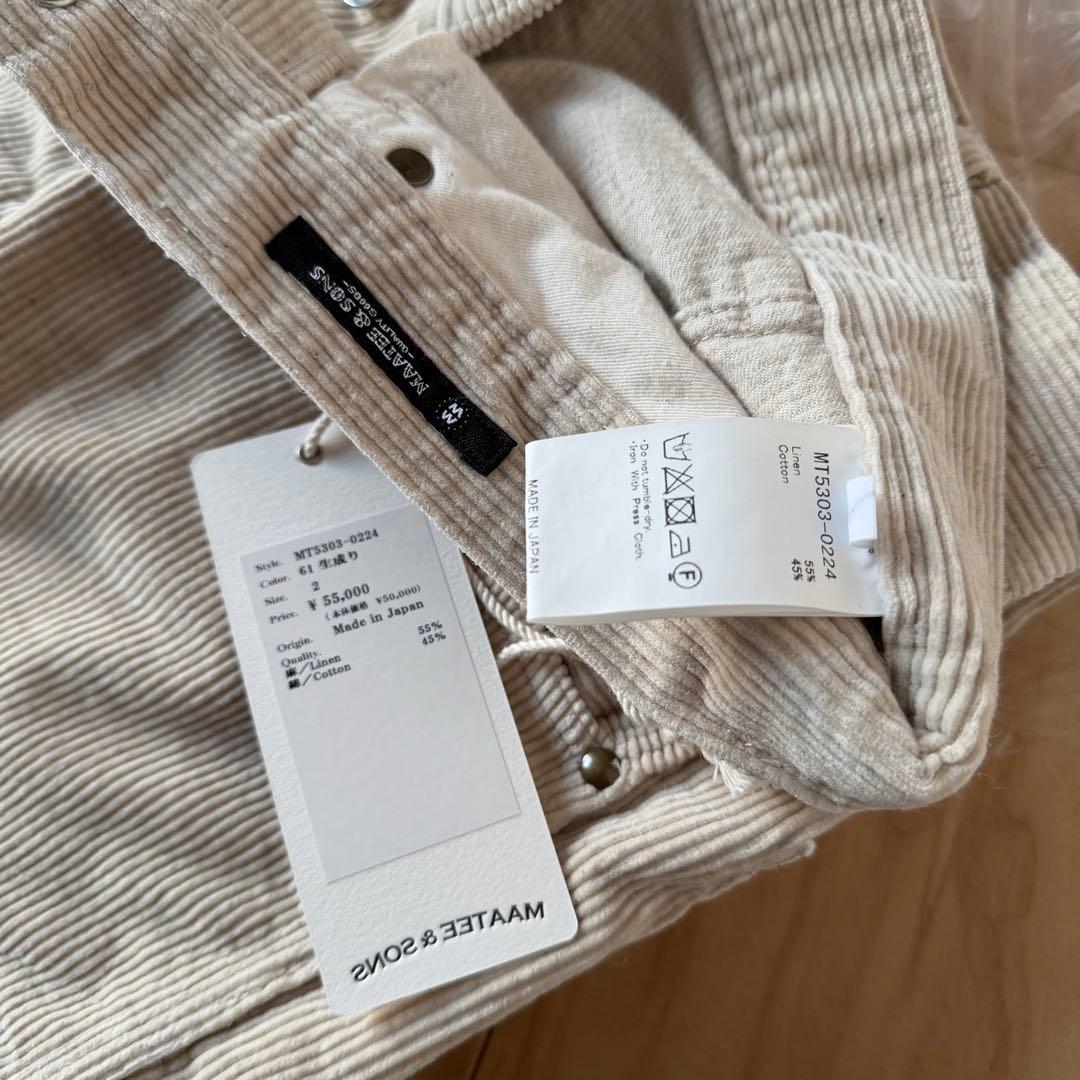 MAATEE & SONS
—QUALITY GOODS—
Style. MT5303-0224
Color. 61 生成り
Size. 2
Price. ¥ 55,000
(本体価格 ¥50,000)
Origin. Made in Japan
Quality.
麻/Linen 55%
綿/Cotton 45%
MAATEE & SONS
MT5303-0224
Linen 55%
Cotton 45%
F
·Do not tumble-dry.
·Iron With Press Cloth.
MADE IN JAPAN